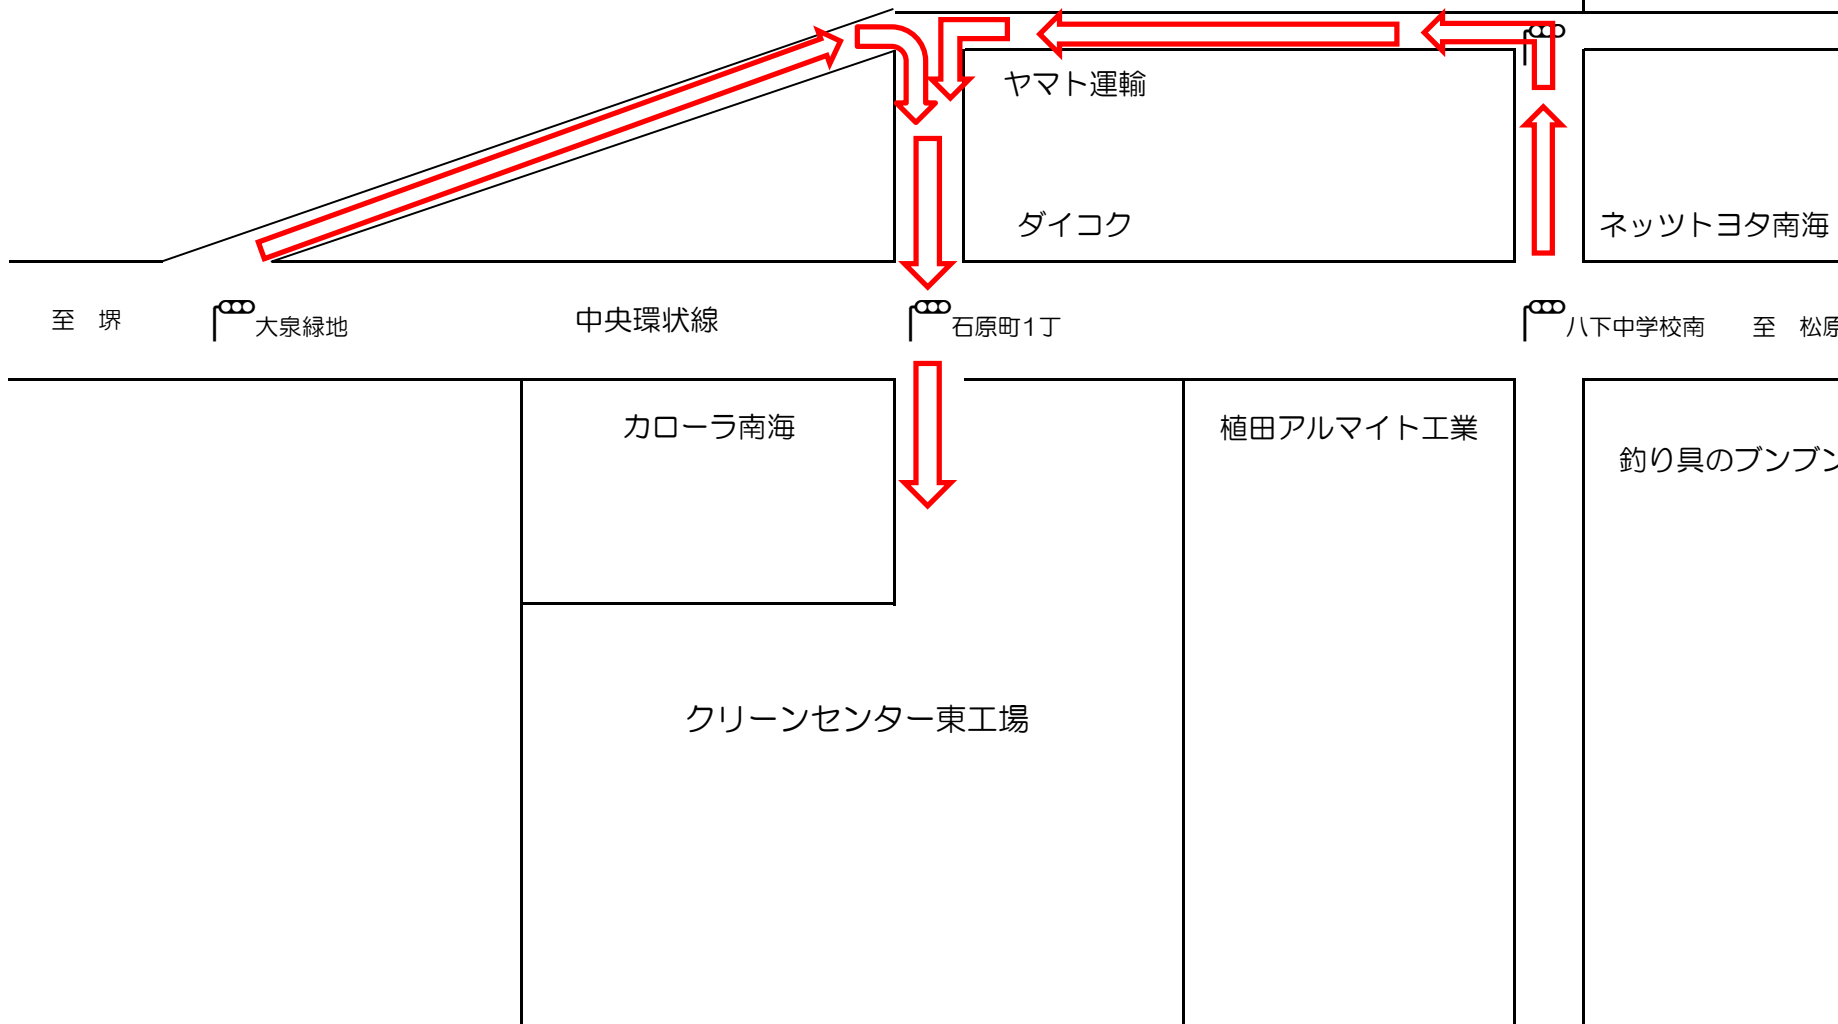 ヤマト運輸
ダイコク
ネッツトヨタ南海
至　堺
大泉緑地
中央環状線
石原町1丁
八下中学校南
至　松原
カローラ南海
植田アルマイト工業
釣り具のブンブン
クリーンセンター東工場